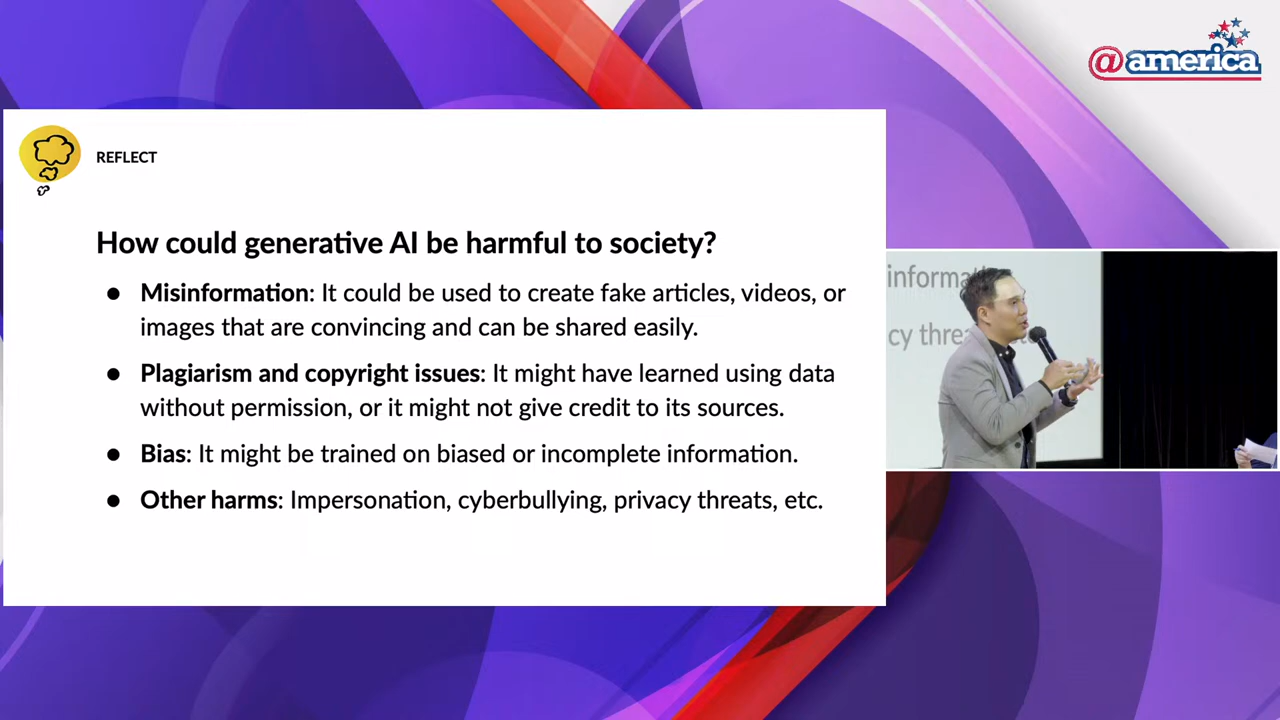 @america
REFLECT
How could generative AI be harmful to society?
● Misinformation: It could be used to create fake articles, videos, or
images that are convincing and can be shared easily.
● Plagiarism and copyright issues: It might have learned using data
without permission, or it might not give credit to its sources.
● Bias: It might be trained on biased or incomplete information.
● Other harms: Impersonation, cyberbullying, privacy threats, etc.